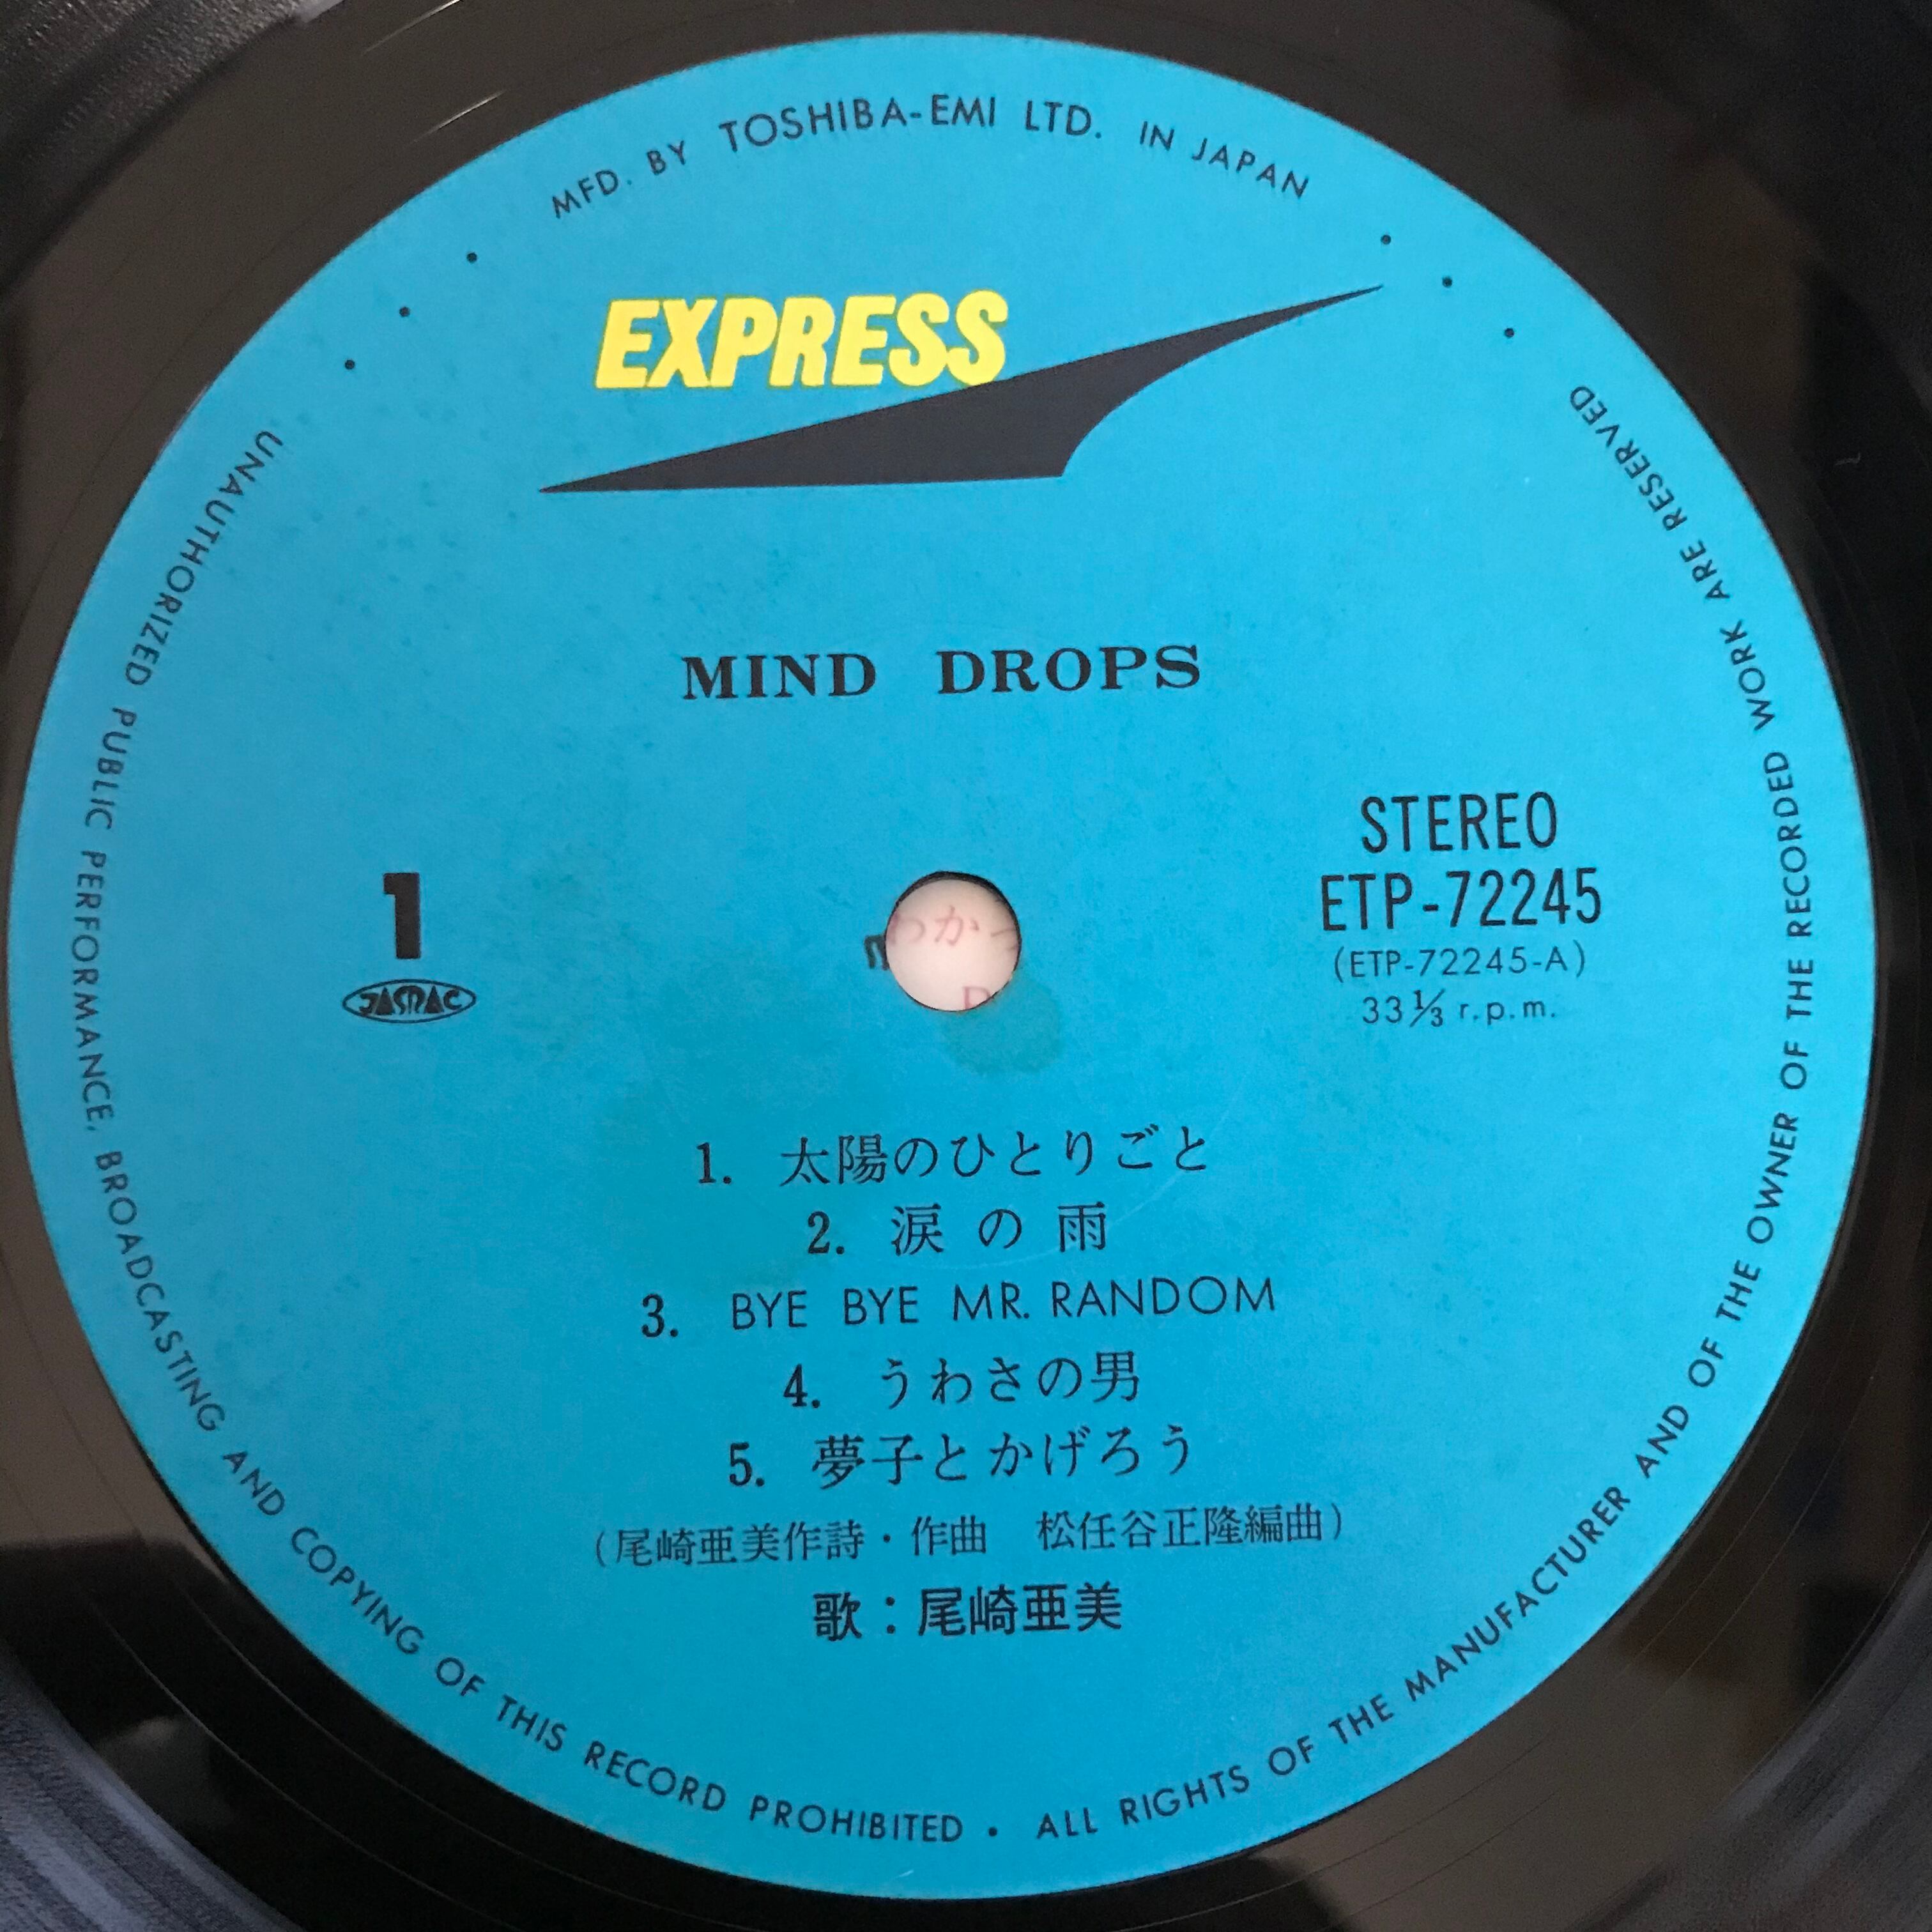 MFD. BY TOSHIBA-EMI LTD. IN JAPAN
EXPRESS
MIND DROPS
1
JASRAC
STEREO
ETP-72245
(ETP-72245-A)
33⅓ r.p.m.
わか
1. 太陽のひとりごと
2. 涙の雨
3. BYE BYE MR. RANDOM
4. うわさの男
5. 夢子とかげろう
(尾崎亜美作詩・作曲　松任谷正隆編曲)
歌：尾崎亜美
UNAUTHORIZED PUBLIC PERFORMANCE, BROADCASTING AND COPYING OF THIS RECORD PROHIBITED • ALL RIGHTS OF THE MANUFACTURER AND OF THE OWNER OF THE RECORDED WORK ARE RESERVED